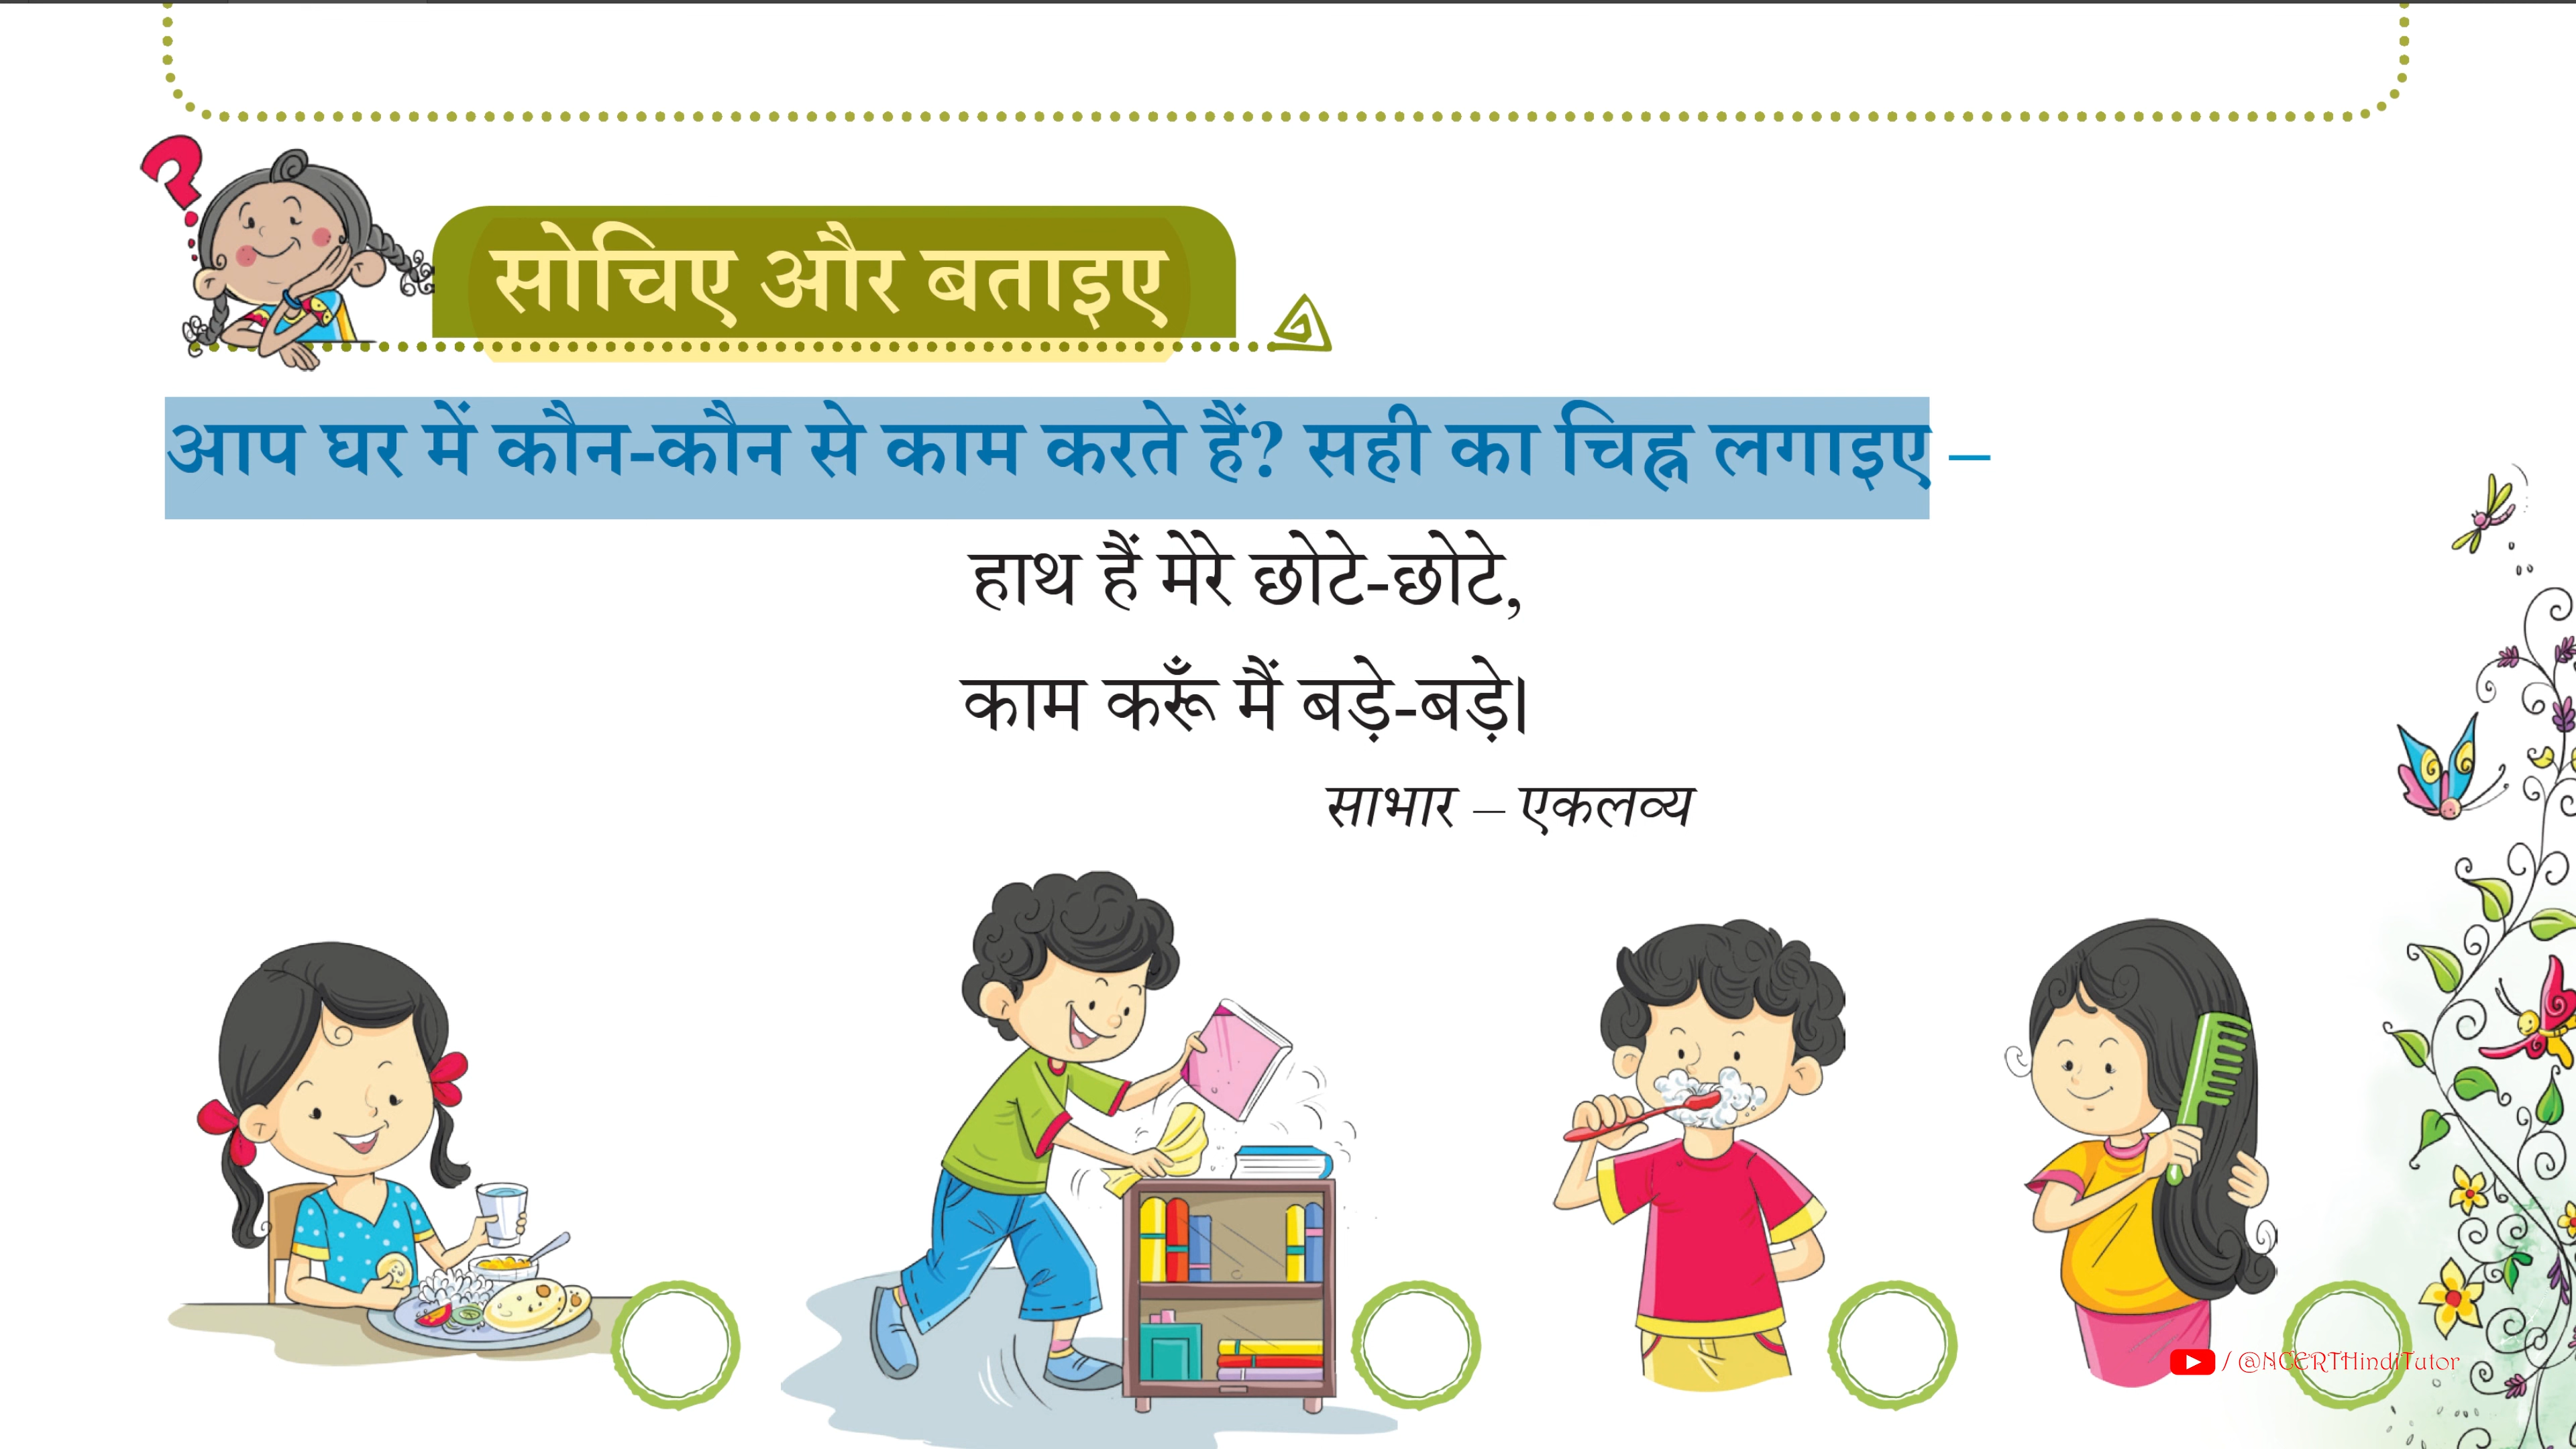 सोचिए और बताइए
आप घर में कौन-कौन से काम करते हैं? सही का चिह्न लगाइए –
हाथ हैं मेरे छोटे-छोटे,
काम करूँ मैं बड़े-बड़े।
साभार – एकलव्य
/ @NCERTHindiTutor